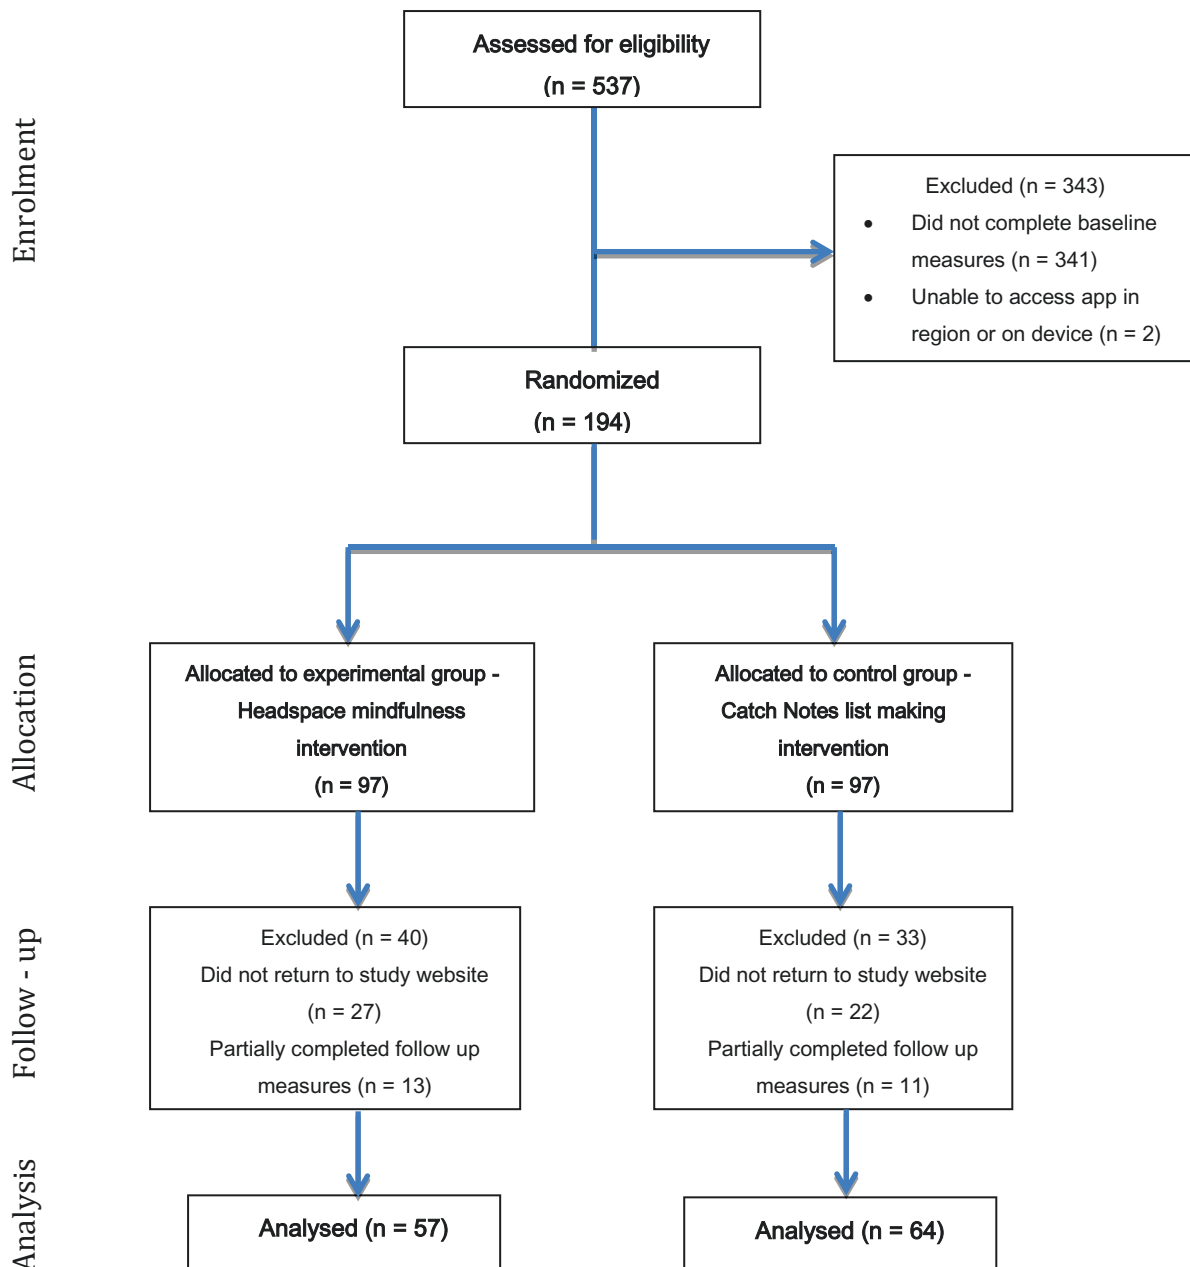 Assessed for eligibility
(n = 537)
Enrolment
Excluded (n = 343)
• Did not complete baseline
measures (n = 341)
• Unable to access app in
region or on device (n = 2)
Randomized
(n = 194)
Allocation
Allocated to experimental group -
Headspace mindfulness
intervention
(n = 97)
Allocated to control group -
Catch Notes list making
intervention
(n = 97)
Follow - up
Excluded (n = 40)
Did not return to study website
(n = 27)
Partially completed follow up
measures (n = 13)
Excluded (n = 33)
Did not return to study website
(n = 22)
Partially completed follow up
measures (n = 11)
Analysis
Analysed (n = 57)
Analysed (n = 64)